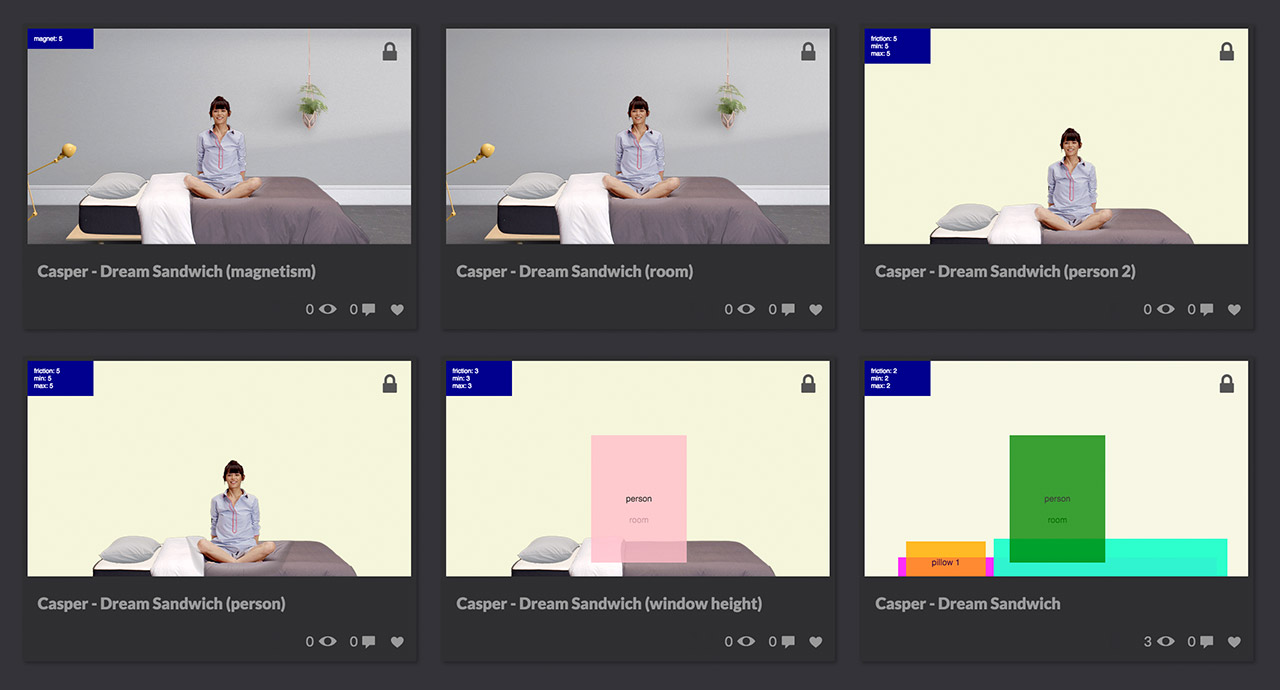 magnet: 5
friction: 5
min: 5
max: 5
Casper - Dream Sandwich (magnetism)
Casper - Dream Sandwich (room)
Casper - Dream Sandwich (person 2)
0 0
0 0
0 0
friction: 5
min: 5
max: 5
friction: 3
min: 3
max: 3
friction: 2
min: 2
max: 2
person
room
person
room
pillow 1
Casper - Dream Sandwich (person)
Casper - Dream Sandwich (window height)
Casper - Dream Sandwich
0 0
0 0
3 0